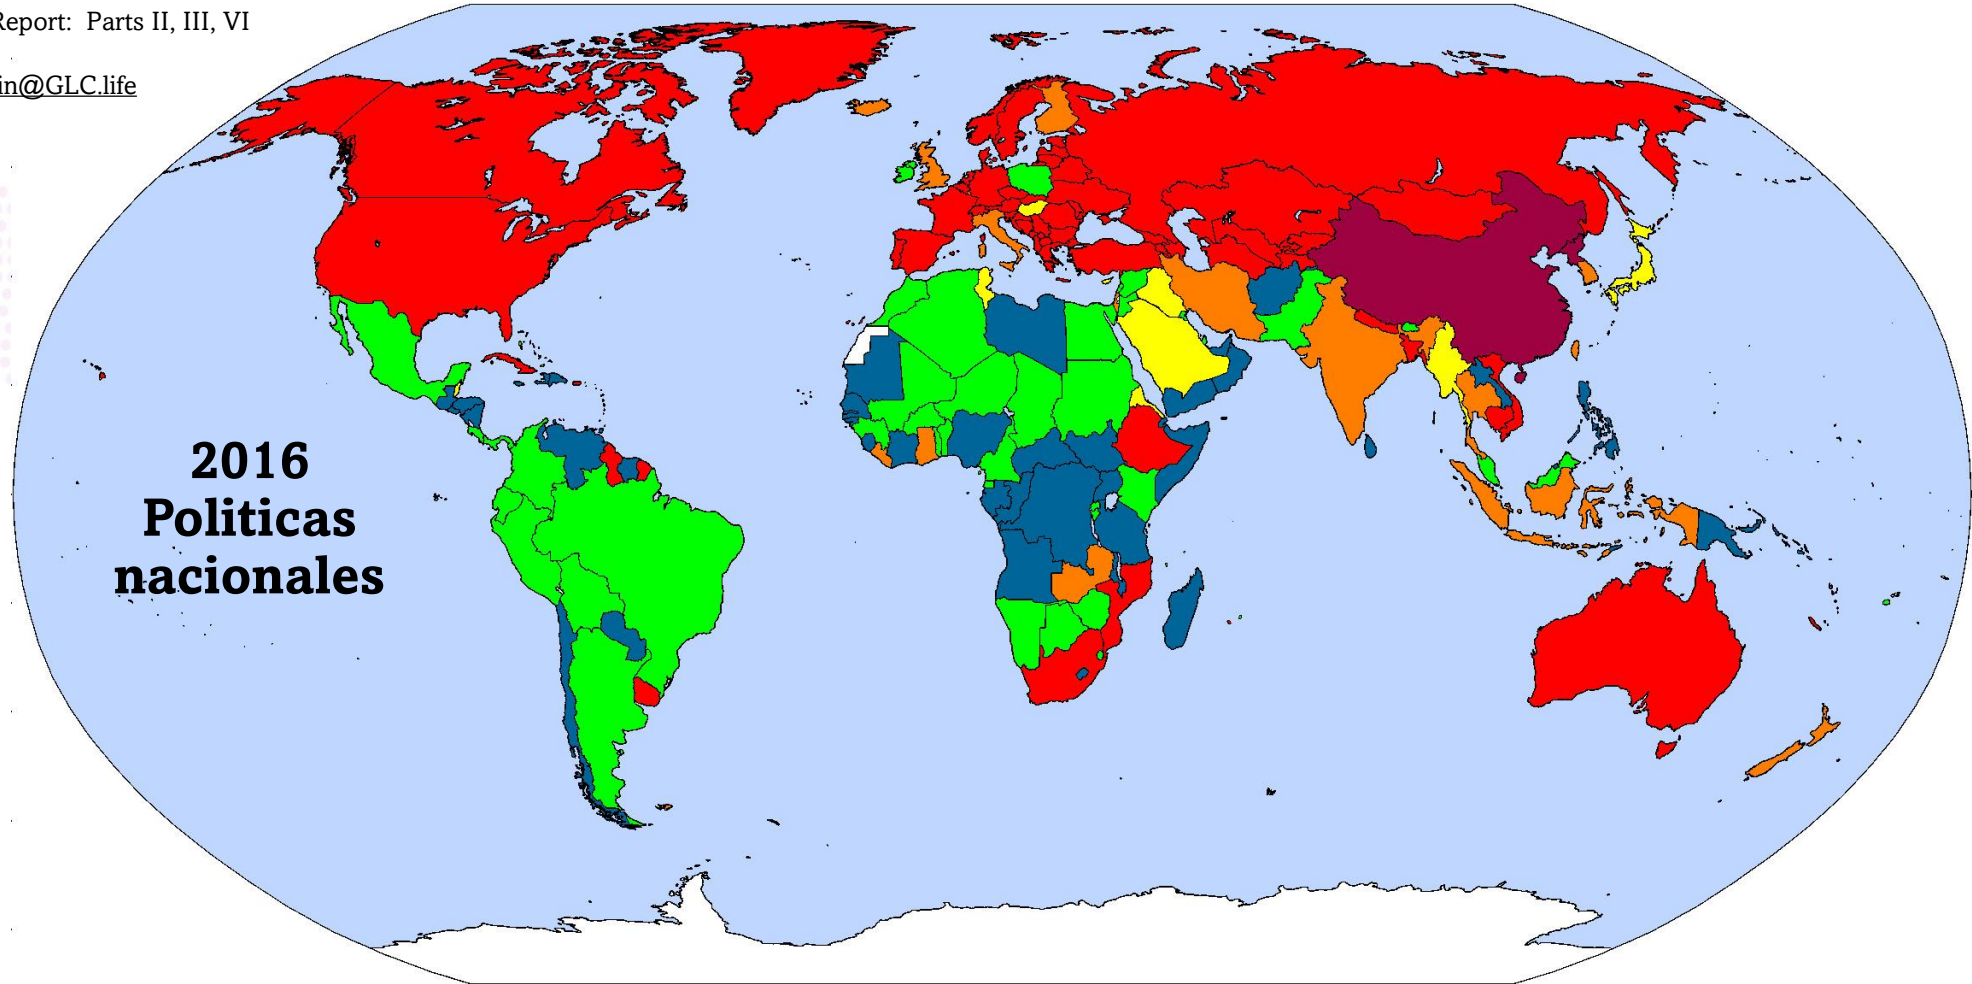 Report: Parts II, III, VI
in@GLC.life
2016
Politicas
nacionales